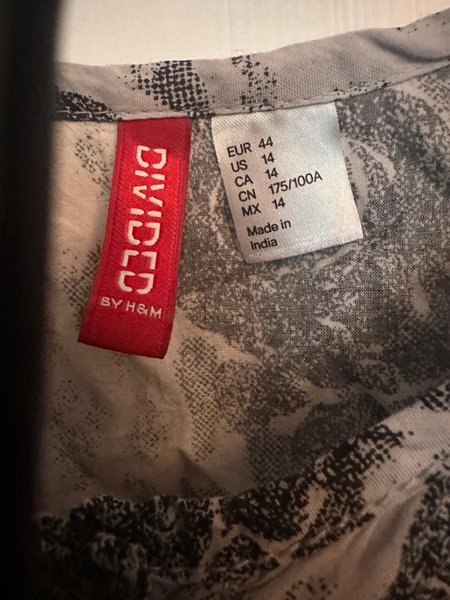 DIVIDED
BY H&M
EUR 44
US 14
CA 14
CN 175/100A
MX 14
Made in
India